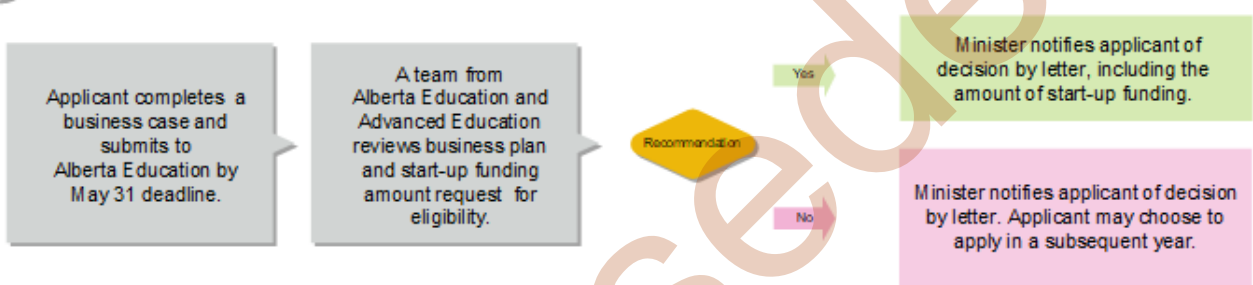 Applicant completes a
business case and
submits to
Alberta Education by
May 31 deadline.
A team from
Alberta Education and
Advanced Education
reviews business plan
and start-up funding
amount request for
eligibility.
Recommendation
Yes
Minister notifies applicant of
decision by letter, including the
amount of start-up funding.
No
Minister notifies applicant of decision
by letter. Applicant may choose to
apply in a subsequent year.